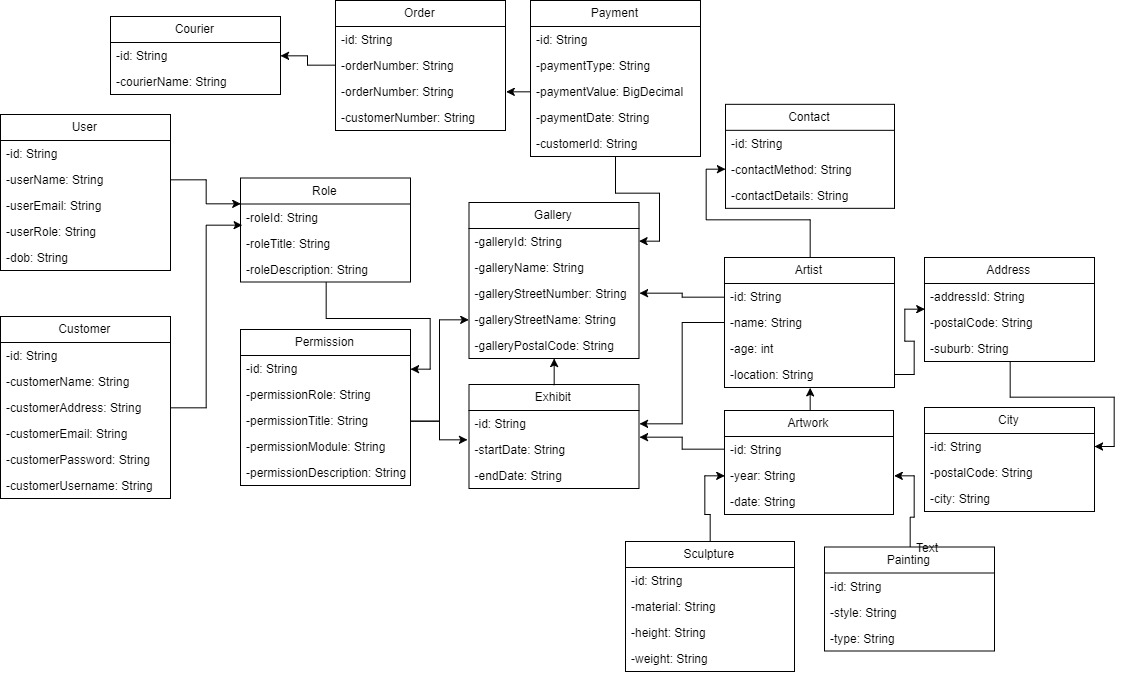 Courier
-id: String
-courierName: String
Order
-id: String
-orderNumber: String
-orderNumber: String
-customerNumber: String
Payment
-id: String
-paymentType: String
-paymentValue: BigDecimal
-paymentDate: String
-customerId: String
Contact
-id: String
-contactMethod: String
-contactDetails: String
User
-id: String
-userName: String
-userEmail: String
-userRole: String
-dob: String
Role
-roleId: String
-roleTitle: String
-roleDescription: String
Gallery
-galleryId: String
-galleryName: String
-galleryStreetNumber: String
-galleryStreetName: String
-galleryPostalCode: String
Artist
-id: String
-name: String
-age: int
-location: String
Address
-addressId: String
-postalCode: String
-suburb: String
Customer
-id: String
-customerName: String
-customerAddress: String
-customerEmail: String
-customerPassword: String
-customerUsername: String
Permission
-id: String
-permissionRole: String
-permissionTitle: String
-permissionModule: String
-permissionDescription: String
Exhibit
-id: String
-startDate: String
-endDate: String
Artwork
-id: String
-year: String
-date: String
City
-id: String
-postalCode: String
-city: String
Sculpture
-id: String
-material: String
-height: String
-weight: String
Text
Painting
-id: String
-style: String
-type: String